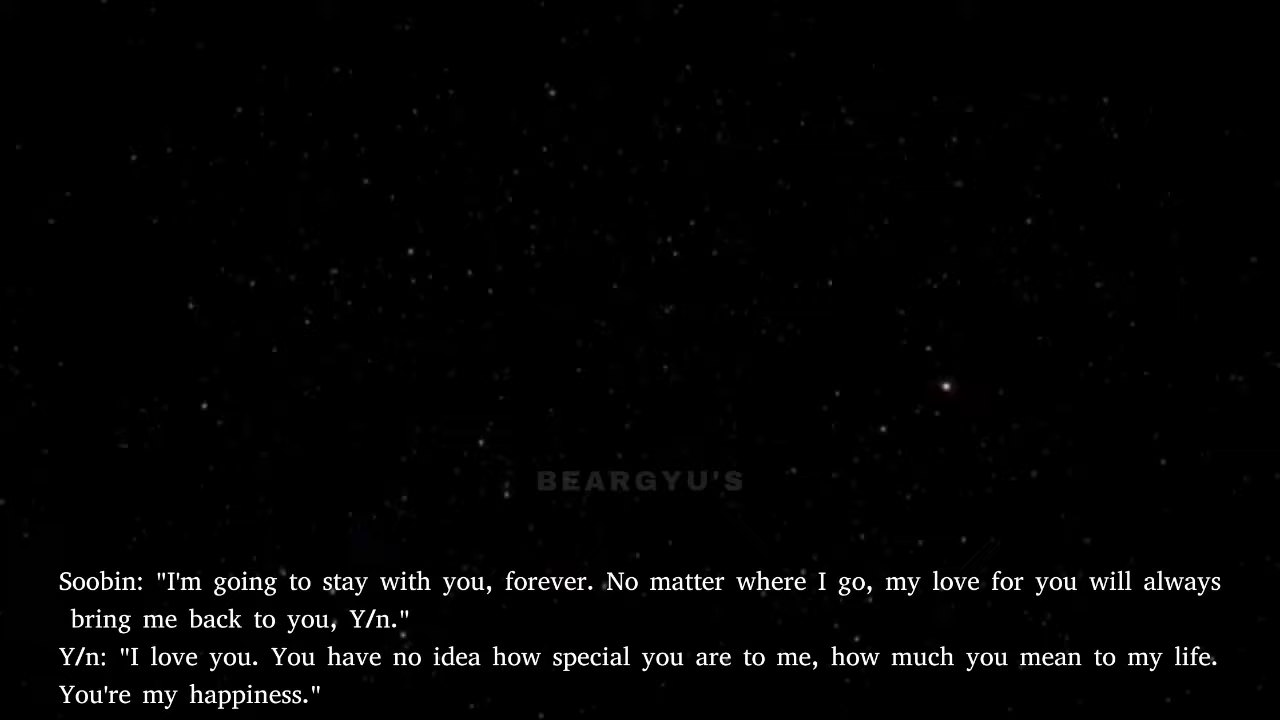 BEARGYU'S
Soobin: "I'm going to stay with you, forever. No matter where I go, my love for you will always
bring me back to you, Y/n."
Y/n: "I love you. You have no idea how special you are to me, how much you mean to my life.
You're my happiness."